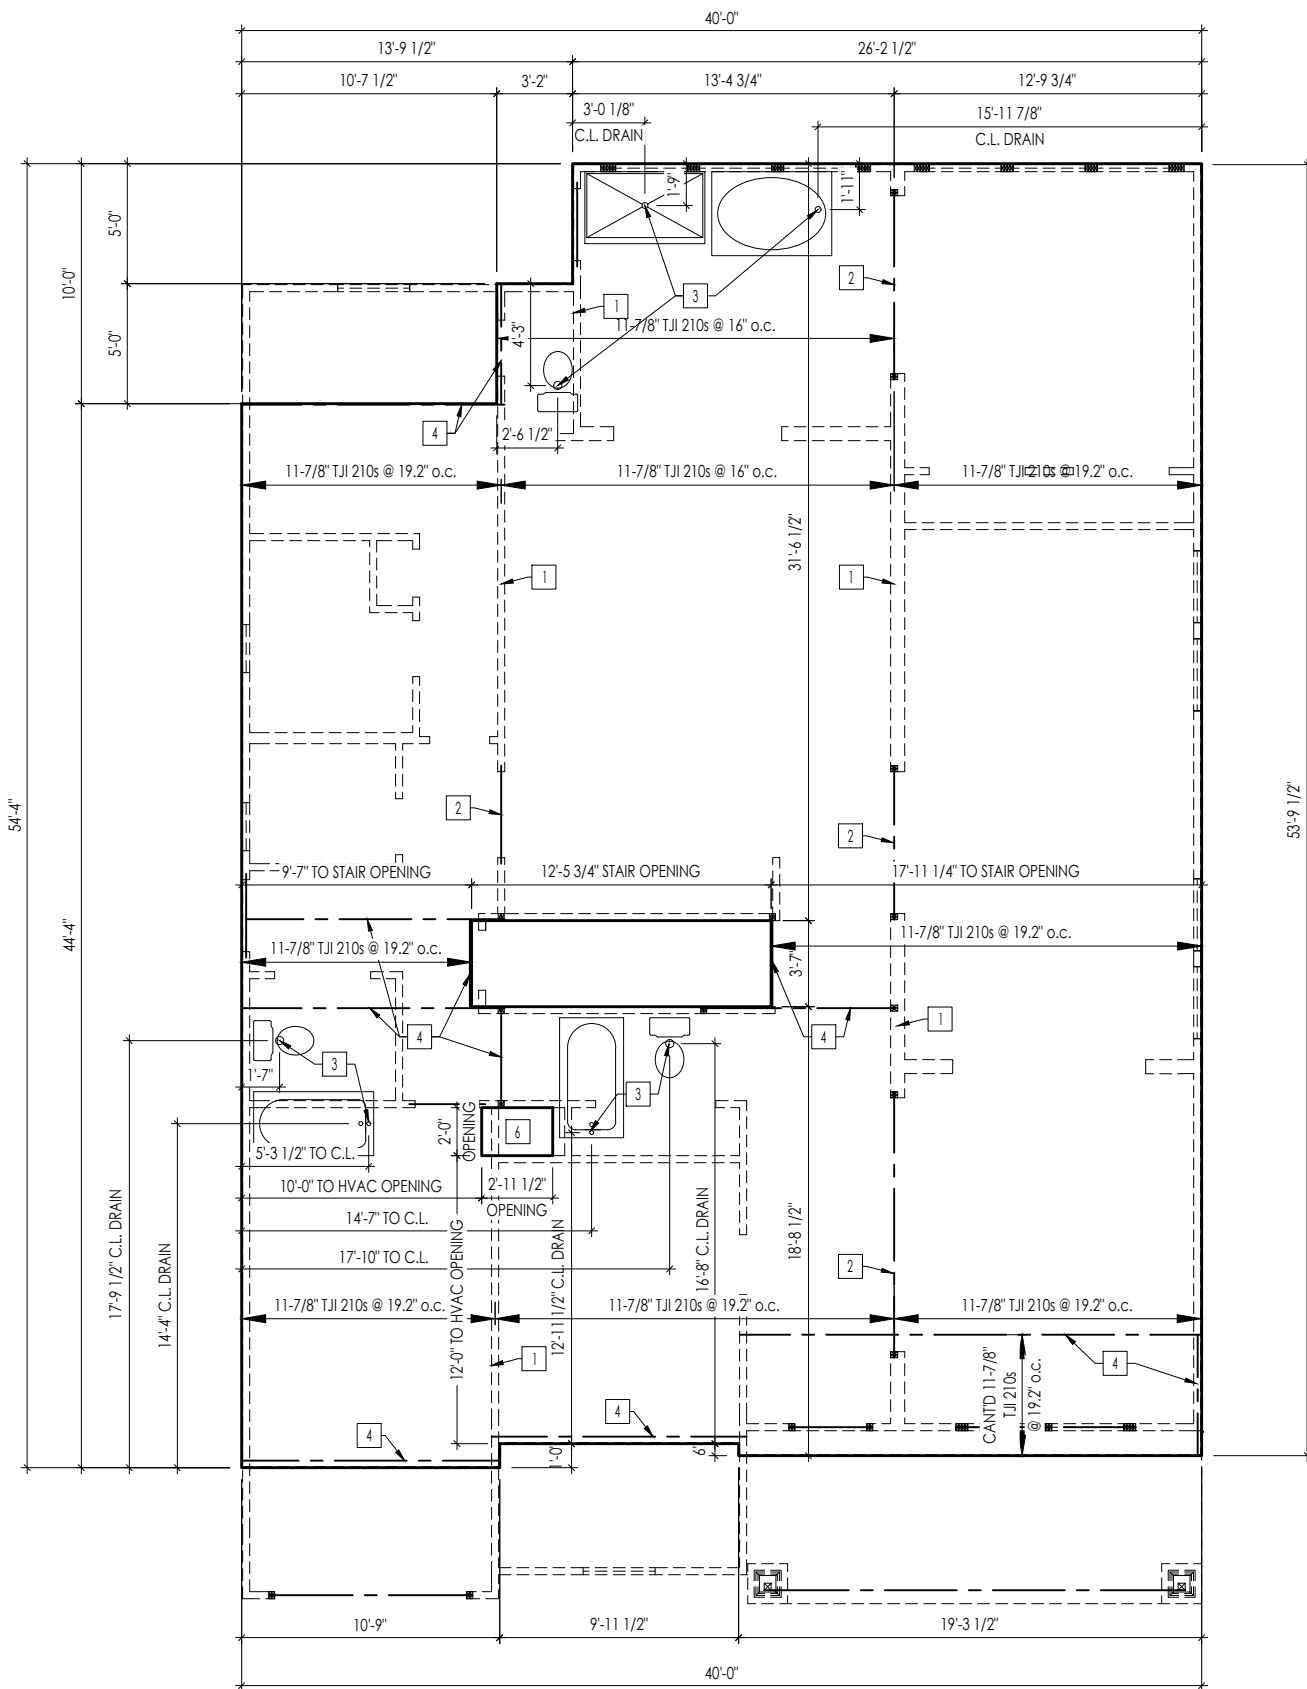 40'-0"
13'-9 1/2"
26'-2 1/2"
10'-7 1/2"
3'-2"
13'-4 3/4"
12'-9 3/4"
3'-0 1/8"
C.L. DRAIN
15'-11 7/8"
C.L. DRAIN
1'-9"
1'-11"
5'-0"
10'-0"
5'-0"
2
3
1
11-7/8" TJI 210s @ 16" o.c.
4'-3"
4
2'-6 1/2"
11-7/8" TJI 210s @ 19.2" o.c.
11-7/8" TJI 210s @ 16" o.c.
11-7/8" TJI 210s @ 19.2" o.c.
31'-6 1/2"
1
1
54'-4"
53'-9 1/2"
2
2
9'-7" TO STAIR OPENING
12'-5 3/4" STAIR OPENING
17'-11 1/4" TO STAIR OPENING
44'-4"
11-7/8" TJI 210s @ 19.2" o.c.
11-7/8" TJI 210s @ 19.2" o.c.
3'-7"
4
4
1
3
1'-7"
3
2'-0"
OPENING
6
5'-3 1/2" TO C.L.
10'-0" TO HVAC OPENING
2'-11 1/2"
OPENING
14'-7" TO C.L.
17'-10" TO C.L.
17'-9 1/2" C.L. DRAIN
14'-4" C.L. DRAIN
12'-0" TO HVAC OPENING
12'-11 1/2" C.L. DRAIN
16'-8" C.L. DRAIN
18'-8 1/2"
2
11-7/8" TJI 210s @ 19.2" o.c.
11-7/8" TJI 210s @ 19.2" o.c.
11-7/8" TJI 210s @ 19.2" o.c.
1
4
CANT'D 11-7/8"
TJI 210s
@ 19.2" o.c.
4
4
1'-0"
6"
10'-9"
9'-11 1/2"
19'-3 1/2"
40'-0"